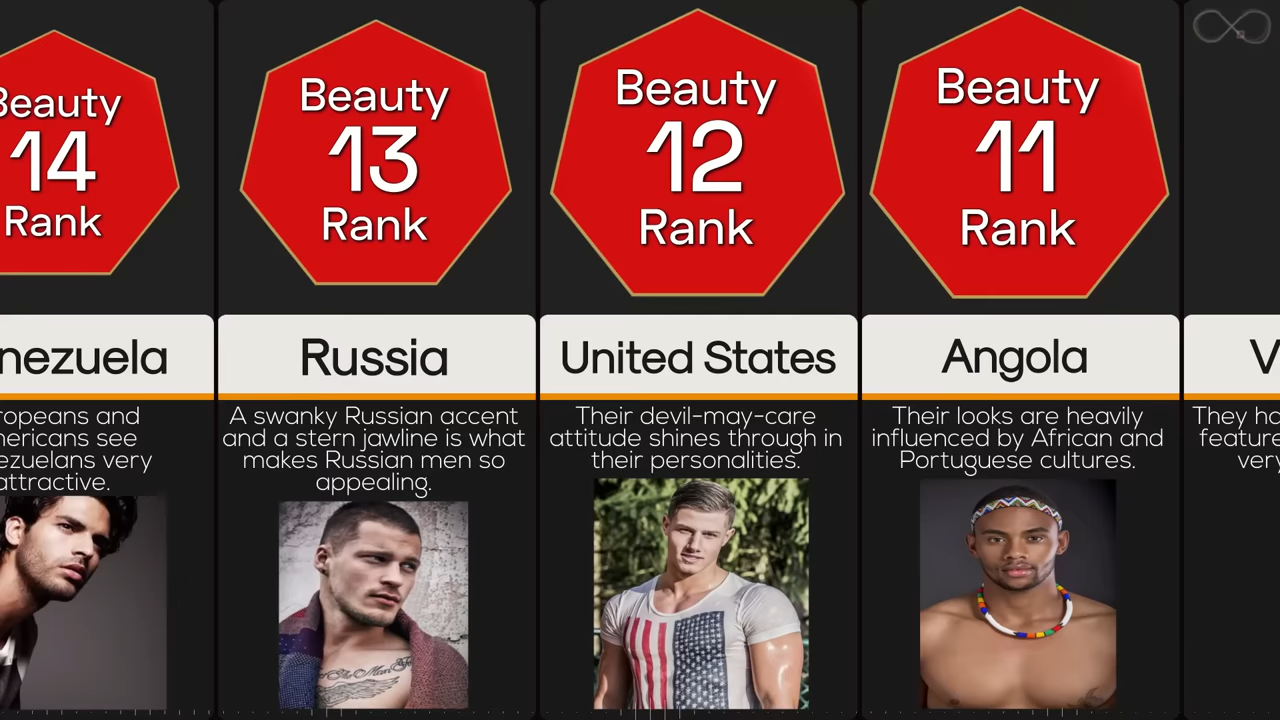 Beauty
14
Rank
nezuela
ropeans and
nericans see
ezuelans very
attractive.
Beauty
13
Rank
Russia
A swanky Russian accent
and a stern jawline is what
makes Russian men so
appealing.
Beauty
12
Rank
United States
Their devil-may-care
attitude shines through in
their personalities.
Beauty
11
Rank
Angola
Their looks are heavily
influenced by African and
Portuguese cultures.
V
They ha
feature
very